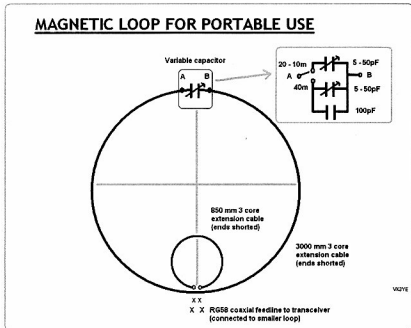 MAGNETIC LOOP FOR PORTABLE USE
Variable capacitor
A B
20 - 10m
5 - 50pF
A
B
40m
5 - 50pF
100pF
850 mm 3 core
extension cable
(ends shorted)
3000 mm 3 core
extension cable
(ends shorted)
VK3YE
X X
X X RG58 coaxial feedline to transceiver
(connected to smaller loop)